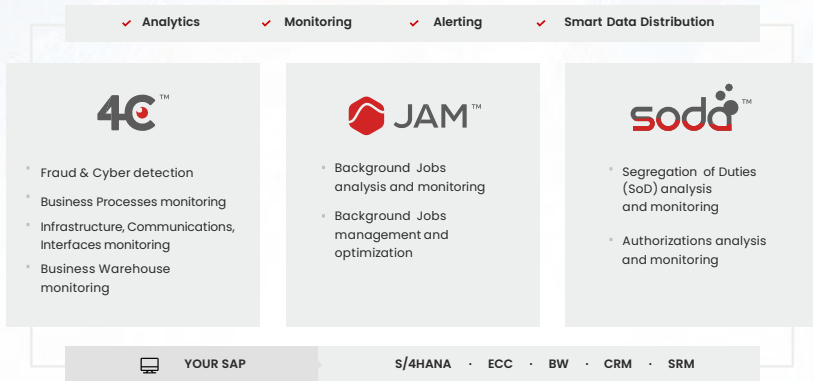 Analytics
Monitoring
Alerting
Smart Data Distribution
4C™
Fraud & Cyber detection
Business Processes monitoring
Infrastructure, Communications,
Interfaces monitoring
Business Warehouse
monitoring
JAM™
Background Jobs
analysis and monitoring
Background Jobs
management and
optimization
soda™
Segregation of Duties
(SoD) analysis
and monitoring
Authorizations analysis
and monitoring
YOUR SAP
S/4HANA · ECC · BW · CRM · SRM